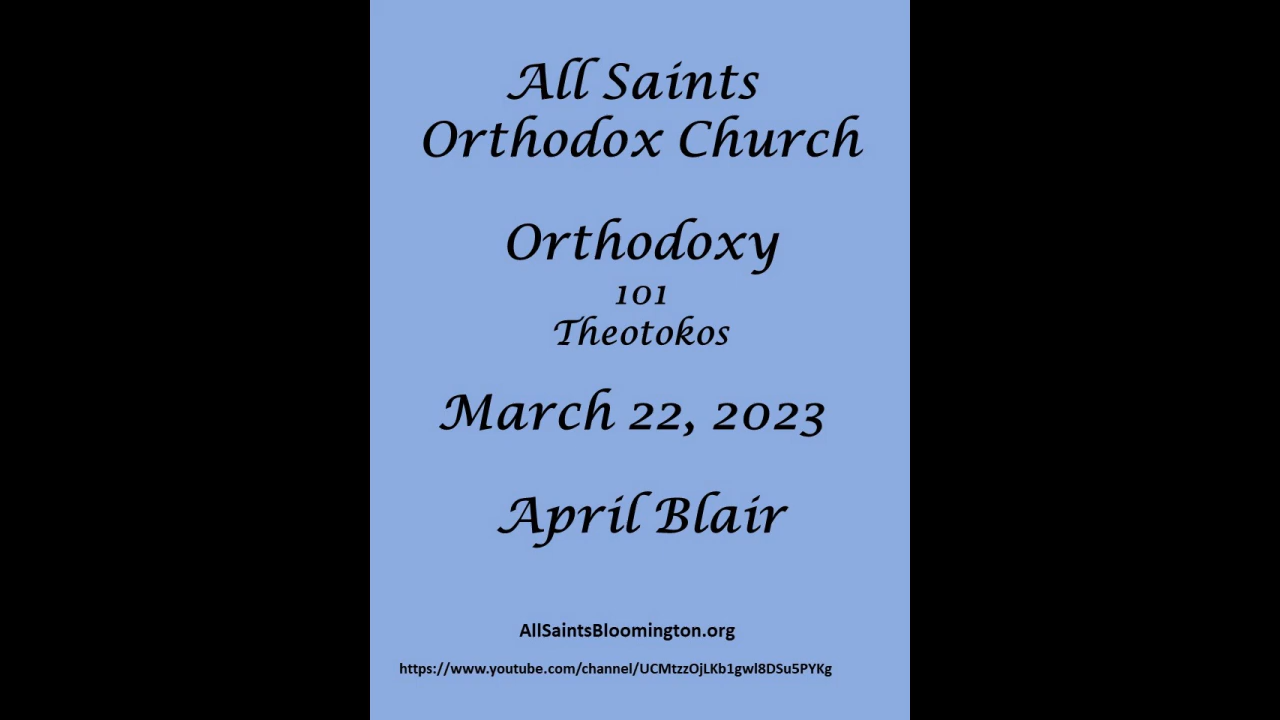 All Saints
Orthodox Church
Orthodoxy
101
Theotokos
March 22, 2023
April Blair
AllSaintsBloomington.org
https://www.youtube.com/channel/UCMtzzOjLKb1gwl8DSu5PYKg